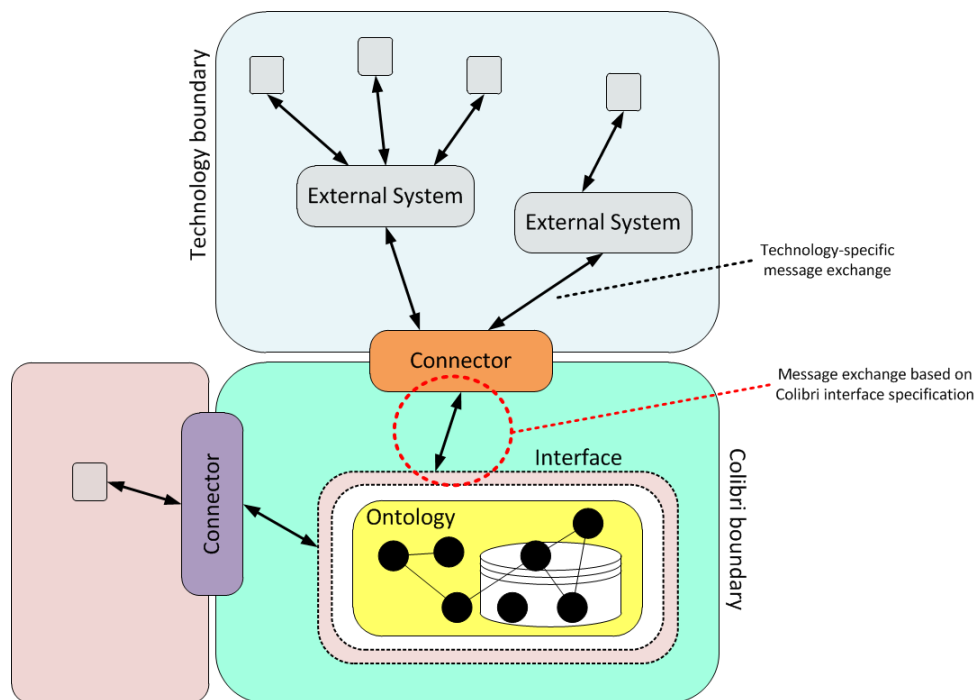 Technology boundary
External System
External System
Technology-specific
message exchange
Connector
Message exchange based on
Colibri interface specification
Connector
Interface
Ontology
Colibri boundary